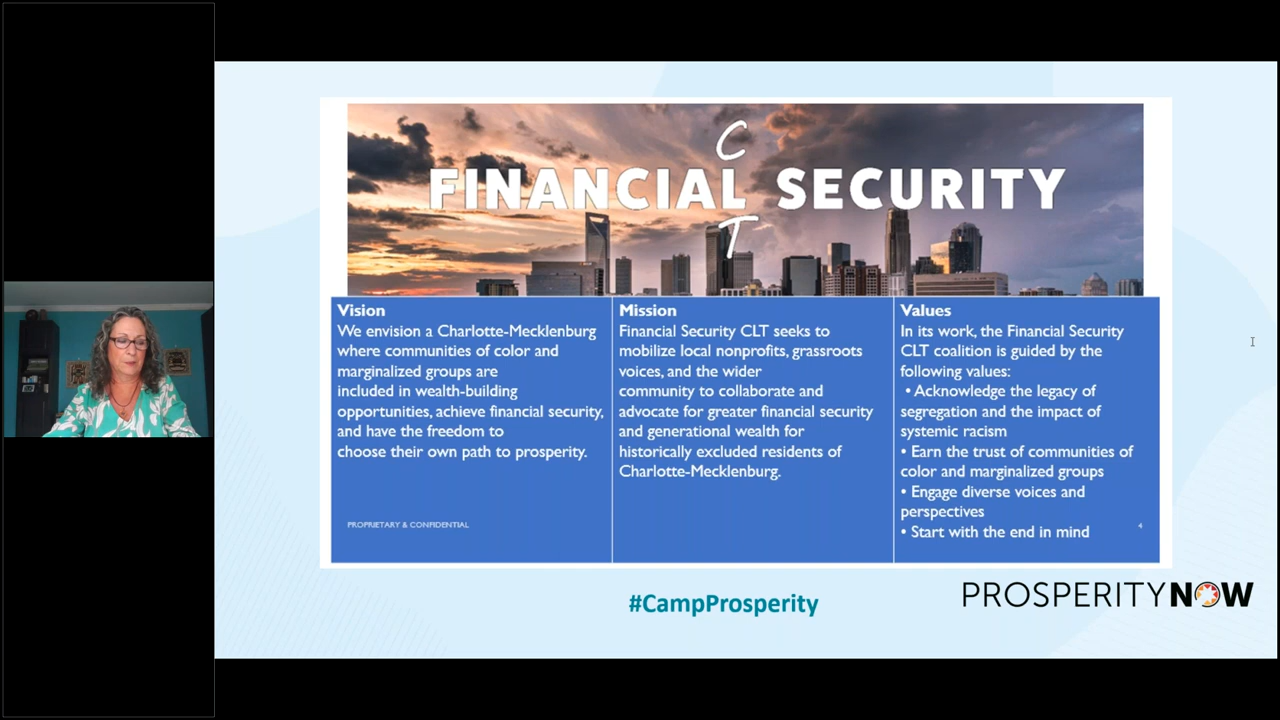 C
FINANCIAL SECURITY
T
Vision
We envision a Charlotte-Mecklenburg
where communities of color and
marginalized groups are
included in wealth-building
opportunities, achieve financial security,
and have the freedom to
choose their own path to prosperity.
PROPRIETARY & CONFIDENTIAL
Mission
Financial Security CLT seeks to
mobilize local nonprofits, grassroots
voices, and the wider
community to collaborate and
advocate for greater financial security
and generational wealth for
historically excluded residents of
Charlotte-Mecklenburg.
Values
In its work, the Financial Security
CLT coalition is guided by the
following values:
• Acknowledge the legacy of
segregation and the impact of
systemic racism
• Earn the trust of communities of
color and marginalized groups
• Engage diverse voices and
perspectives
• Start with the end in mind
4
#CampProsperity
PROSPERITY NOW